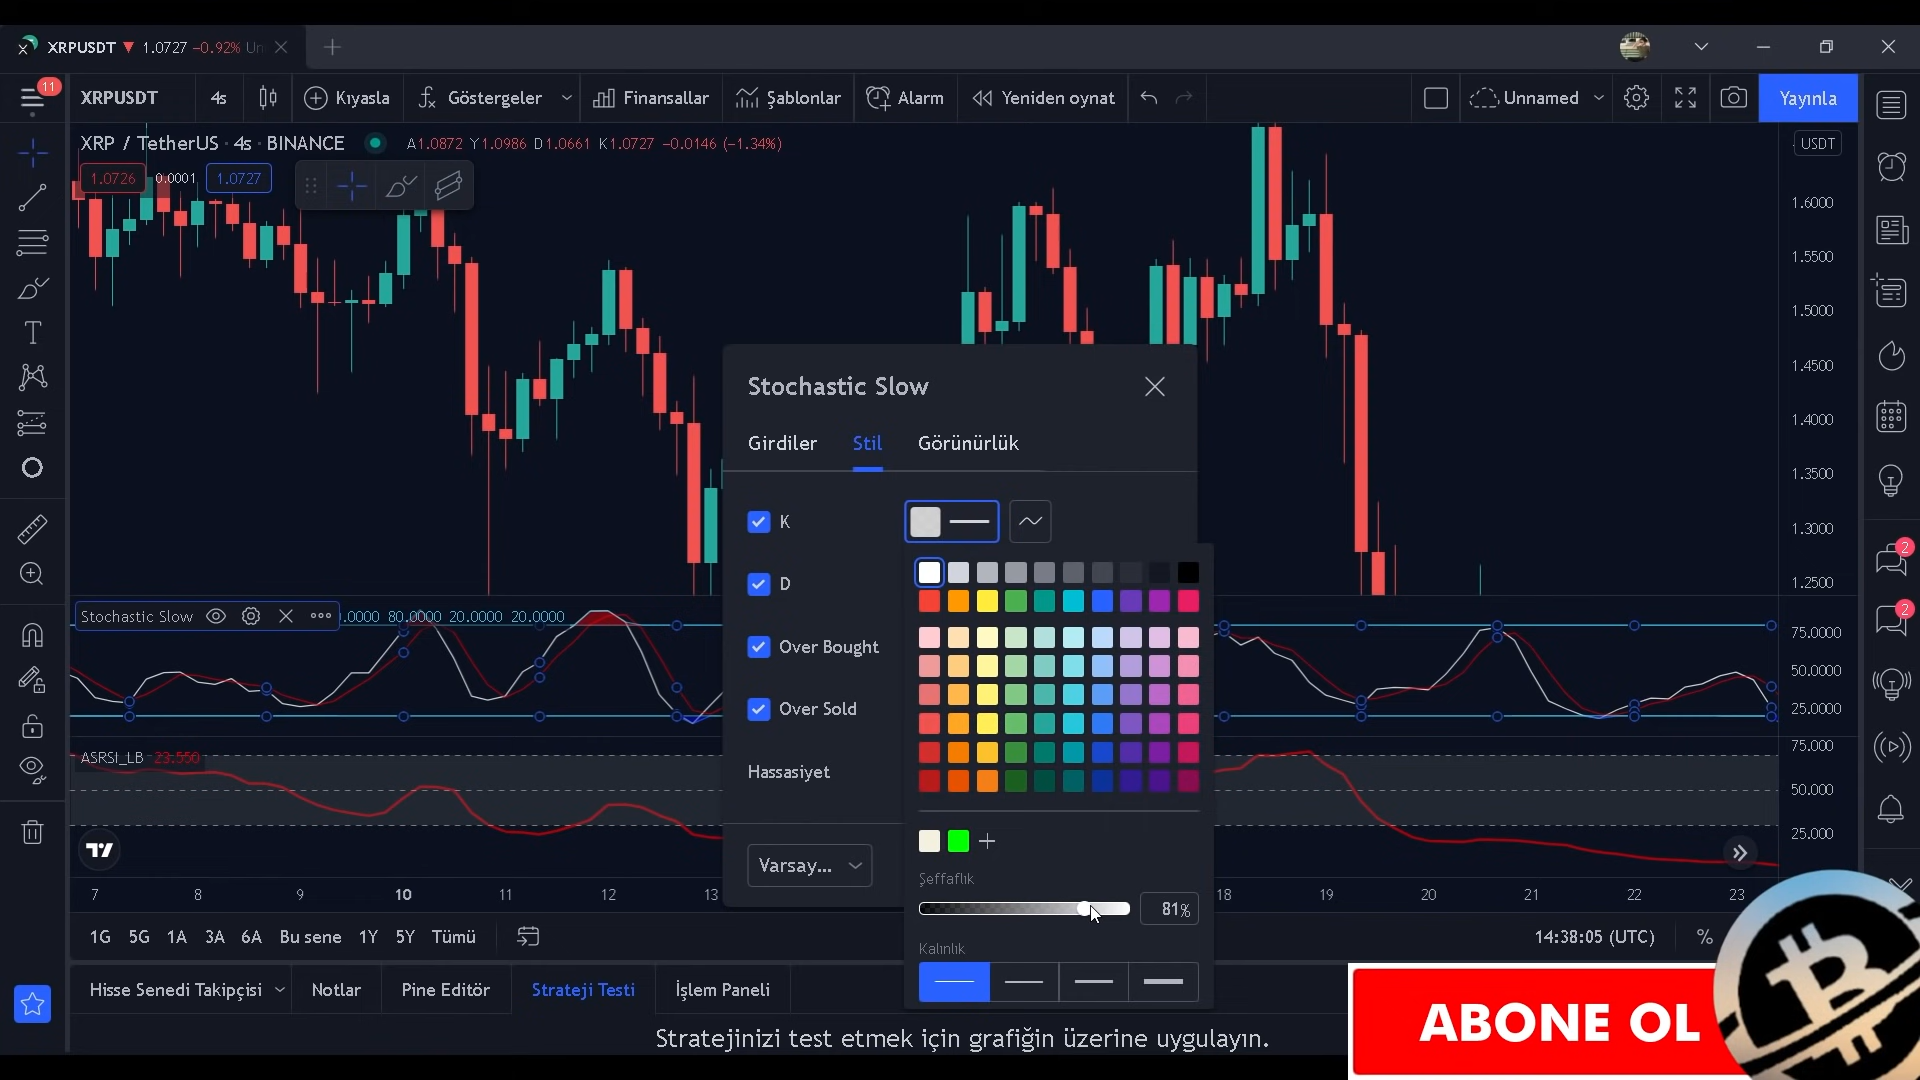 XRPUSDT ▼ 1.0727 −0.92% Un
11
XRPUSDT 4s Kıyasla Göstergeler Finansallar Şablonlar Alarm Yeniden oynat Unnamed Yayınla
XRP / TetherUS · 4s · BINANCE A1.0872 Y1.0986 D1.0661 K1.0727 −0.0146 (−1.34%)
USDT
1.0726 0.0001 1.0727
1.6000
1.5500
1.5000
1.4500
1.4000
1.3500
1.3000
1.2500
Stochastic Slow
Girdiler Stil Görünürlük
K
D
Over Bought
Over Sold
Hassasiyet
Varsay...
Şeffaflık
81%
Kalınlık
Stochastic Slow .0000 80.0000 20.0000 20.0000
75.0000
50.0000
25.0000
ASRSI_LB 23.550
75.000
50.000
25.000
2
2
7 8 9 10 11 12 13 18 19 20 21 22 23
1G 5G 1A 3A 6A Bu sene 1Y 5Y Tümü 14:38:05 (UTC) %
Hisse Senedi Takipçisi Notlar Pine Editör Strateji Testi İşlem Paneli
Stratejinizi test etmek için grafiğin üzerine uygulayın.
ABONE OL